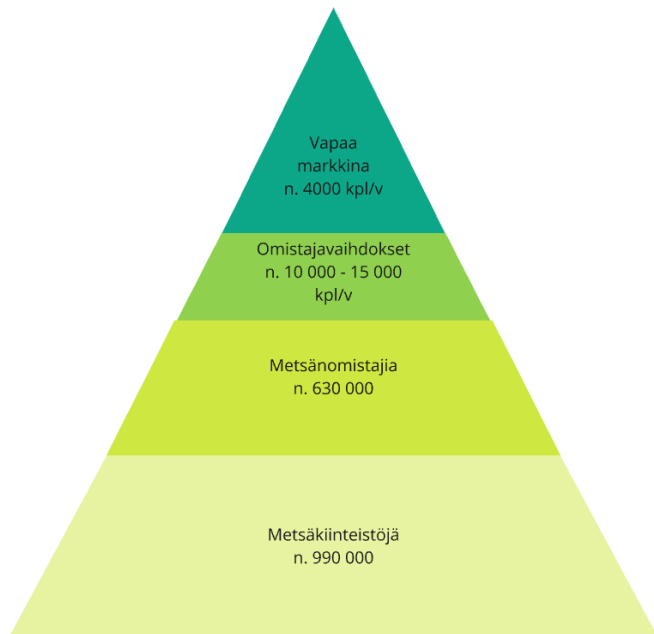 Vapaa
markkina
n. 4000 kpl/v
Omistajavaihdokset
n. 10 000 - 15 000
kpl/v
Metsänomistajia
n. 630 000
Metsäkiinteistöjä
n. 990 000